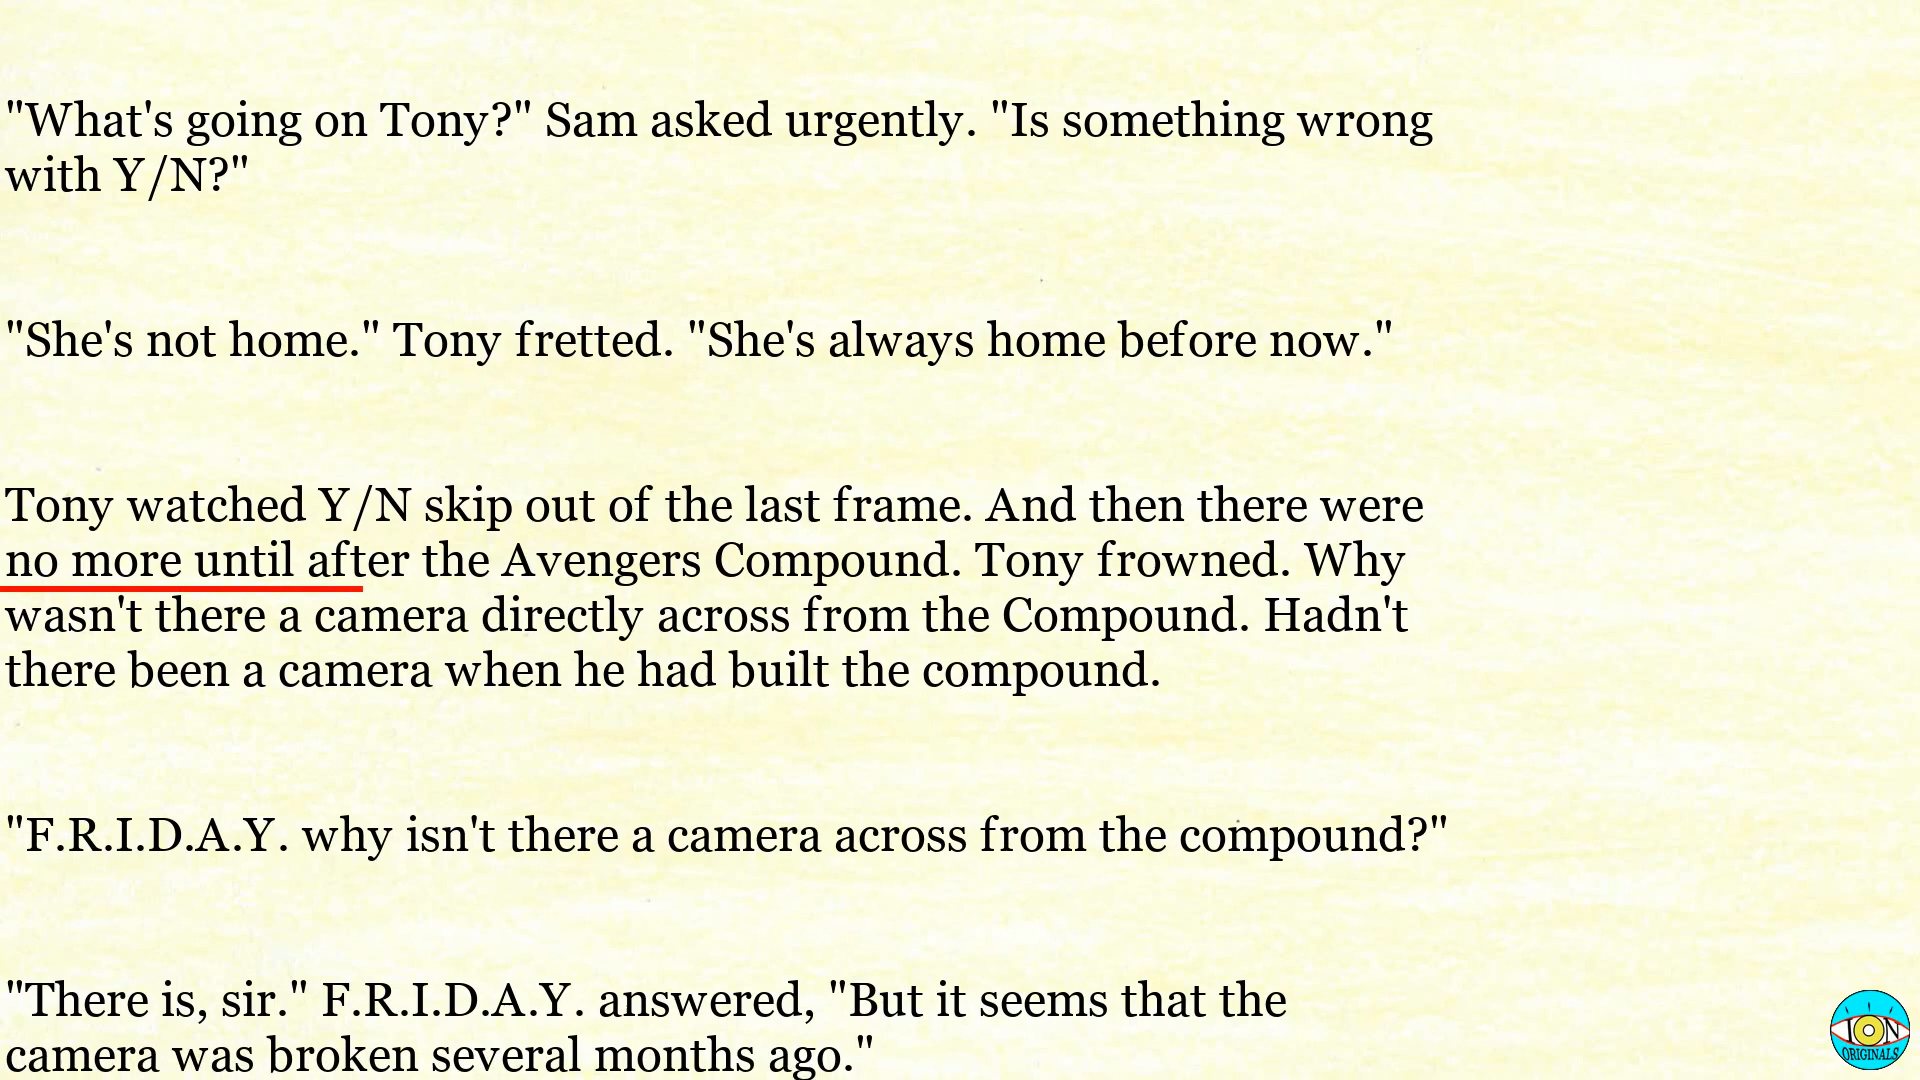 "What's going on Tony?" Sam asked urgently. "Is something wrong
with Y/N?"
"She's not home." Tony fretted. "She's always home before now."
Tony watched Y/N skip out of the last frame. And then there were
no more until after the Avengers Compound. Tony frowned. Why
wasn't there a camera directly across from the Compound. Hadn't
there been a camera when he had built the compound.
"F.R.I.D.A.Y. why isn't there a camera across from the compound?"
"There is, sir." F.R.I.D.A.Y. answered, "But it seems that the
camera was broken several months ago."
ION
ORIGINALS